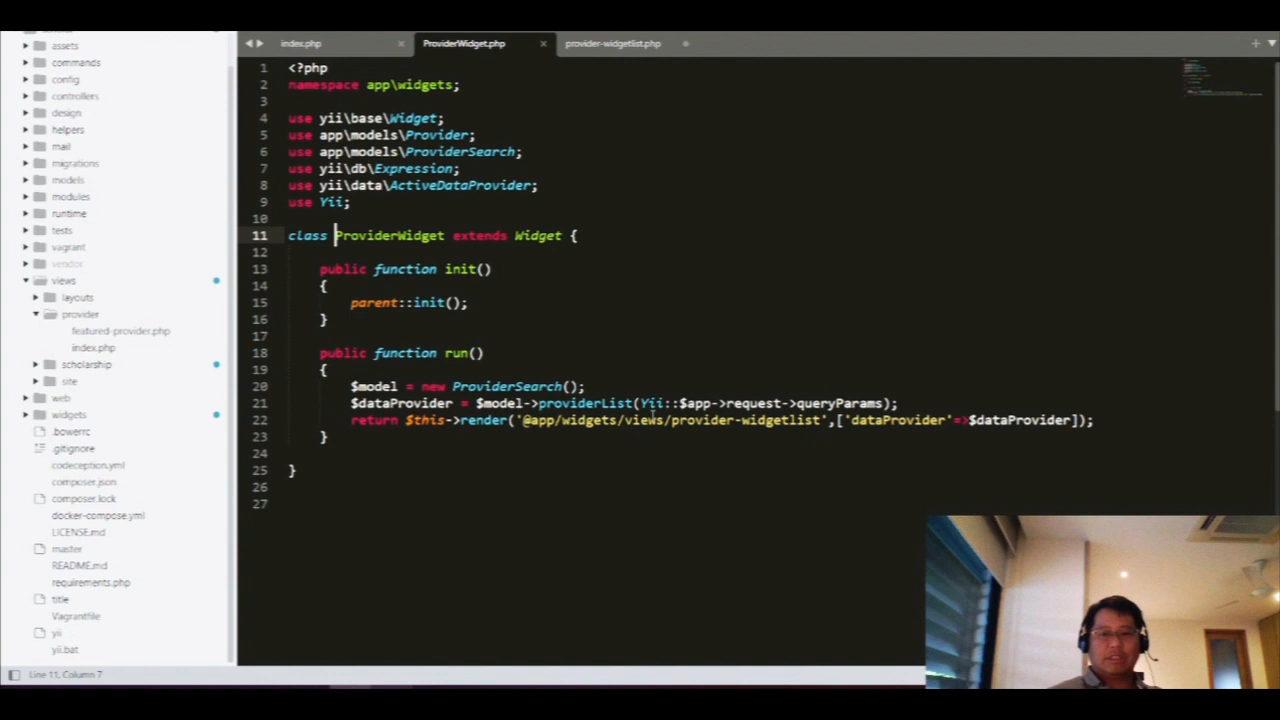 assets
commands
config
controllers
design
helpers
mail
migrations
models
modules
runtime
tests
vagrant
vendor
views
layouts
provider
featured-provider.php
index.php
scholarship
site
web
widgets
.bowerrc
.gitignore
codeception.yml
composer.json
composer.lock
docker-compose.yml
LICENSE.md
master
README.md
requirements.php
title
Vagrantfile
yii
yii.bat
index.php ×
ProviderWidget.php ×
provider-widgetlist.php
1 <?php
2 namespace app\widgets;
3
4 use yii\base\Widget;
5 use app\models\Provider;
6 use app\models\ProviderSearch;
7 use yii\db\Expression;
8 use yii\data\ActiveDataProvider;
9 use Yii;
10
11 class ProviderWidget extends Widget {
12
13 public function init()
14 {
15 parent::init();
16 }
17
18 public function run()
19 {
20 $model = new ProviderSearch();
21 $dataProvider = $model->providerList(Yii::$app->request->queryParams);
22 return $this->render('@app/widgets/views/provider-widgetlist',['dataProvider'=>$dataProvider]);
23 }
24
25 }
26
27
Line 11, Column 7